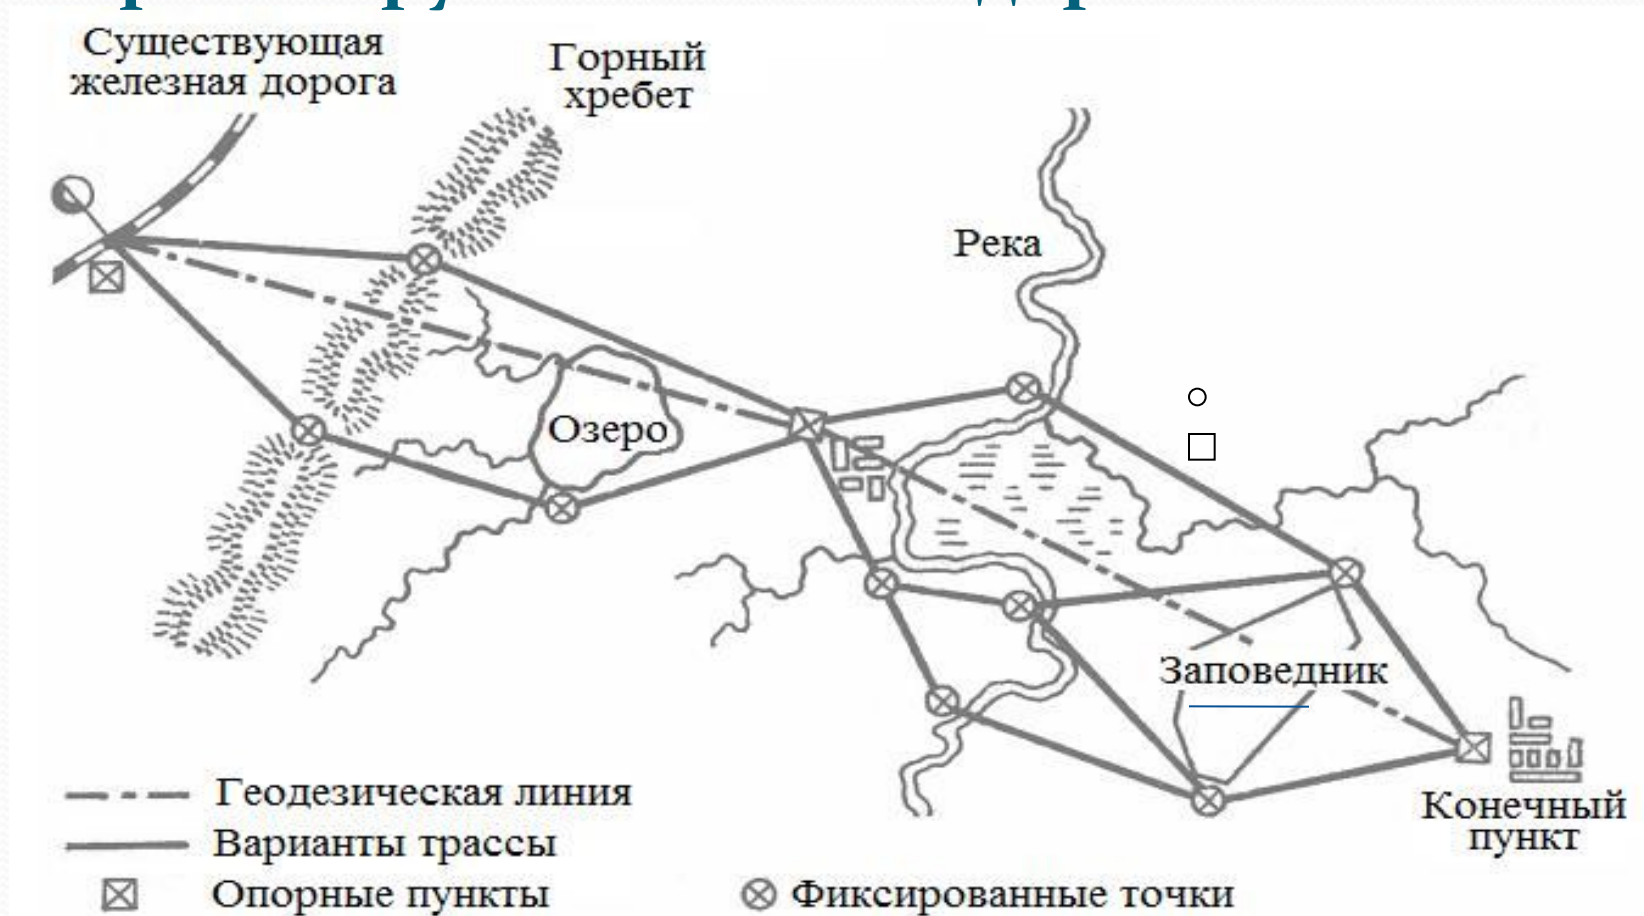 Существующая
железная дорога
Горный
хребет
Река
Озеро
Заповедник
Конечный
пункт
Геодезическая линия
Варианты трассы
Опорные пункты
Фиксированные точки